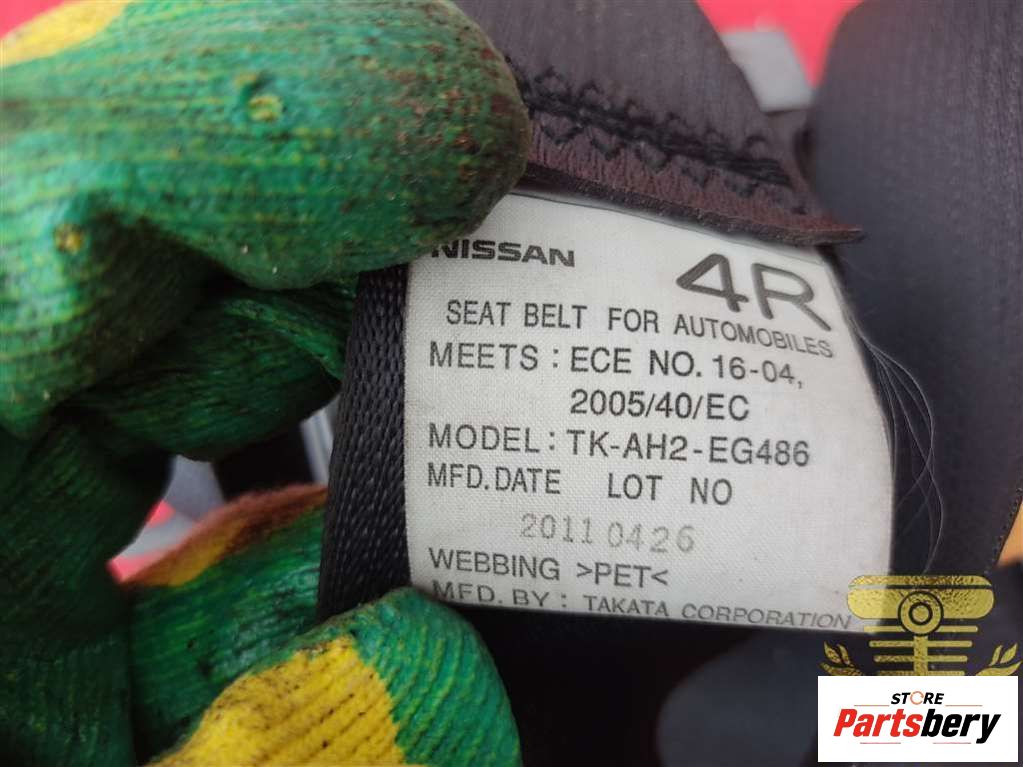 NISSAN 4R
SEAT BELT FOR AUTOMOBILES
MEETS : ECE NO. 16-04,
2005/40/EC
MODEL : TK-AH2-EG486
MFD.DATE LOT NO
2011 0426
WEBBING >PET<
MFD. BY : TAKATA CORPORATION
STORE
Partsbery